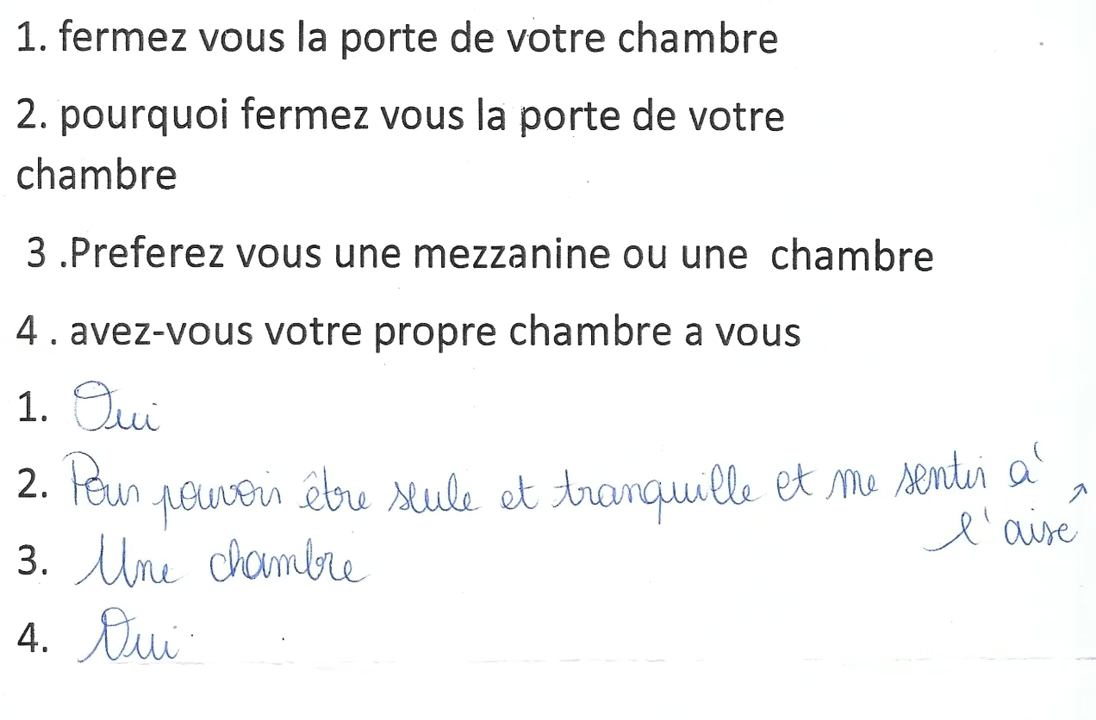 1. fermez vous la porte de votre chambre
2. pourquoi fermez vous la porte de votre
chambre
3 .Preferez vous une mezzanine ou une chambre
4 . avez-vous votre propre chambre a vous
1. Oui
2. Pour pouvoir être seule et tranquille et me sentir à
l'aise
3. Une chambre
4. Oui